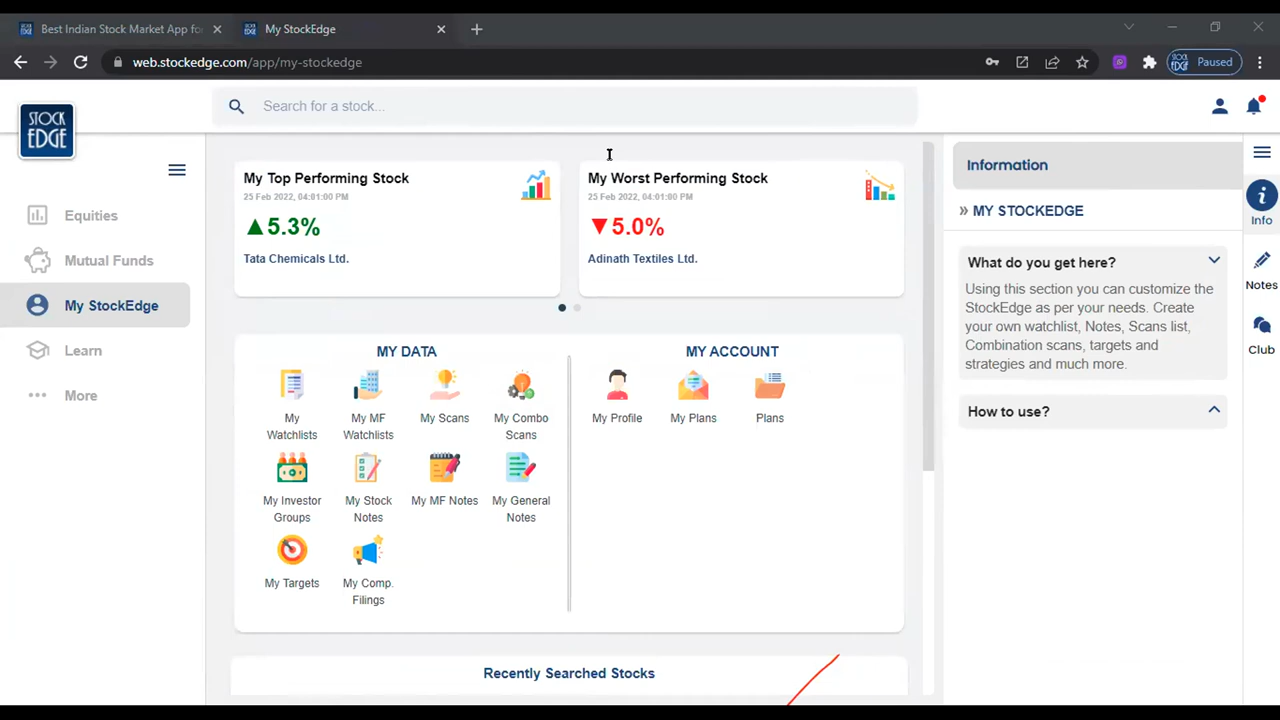 Best Indian Stock Market App fo
My StockEdge
web.stockedge.com/app/my-stockedge
STOCK EDGE
Paused
STOCK
EDGE
Search for a stock...
Equities
Mutual Funds
My StockEdge
Learn
More
My Top Performing Stock
25 Feb 2022, 04:01:00 PM
▲5.3%
Tata Chemicals Ltd.
My Worst Performing Stock
25 Feb 2022, 04:01:00 PM
▼5.0%
Adinath Textiles Ltd.
MY DATA
My
Watchlists
My MF
Watchlists
My Scans
My Combo
Scans
My Investor
Groups
My Stock
Notes
My MF Notes
My General
Notes
My Targets
My Comp.
Filings
MY ACCOUNT
My Profile
My Plans
Plans
Recently Searched Stocks
Information
» MY STOCKEDGE
What do you get here?
Using this section you can customize the
StockEdge as per your needs. Create
your own watchlist, Notes, Scans list,
Combination scans, targets and
strategies and much more.
How to use?
Info
Notes
Club